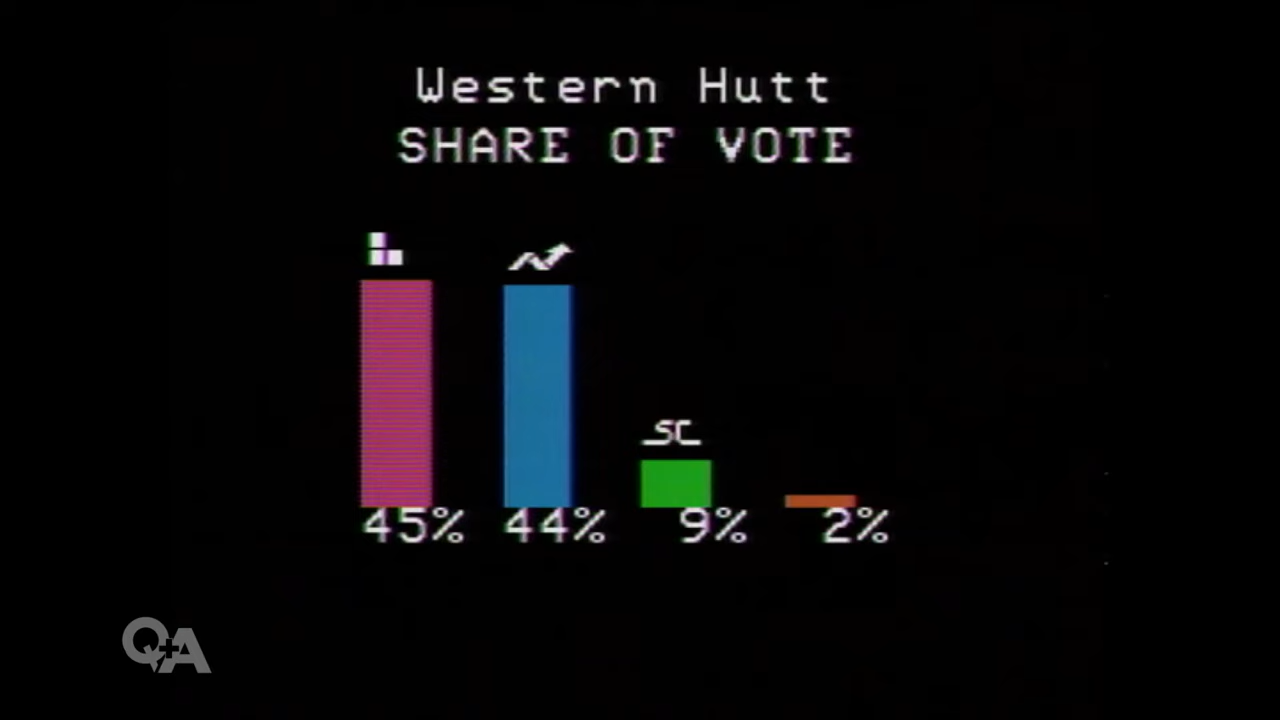 Western Hutt
SHARE OF VOTE
SC
45% 44% 9% 2%
Q+A